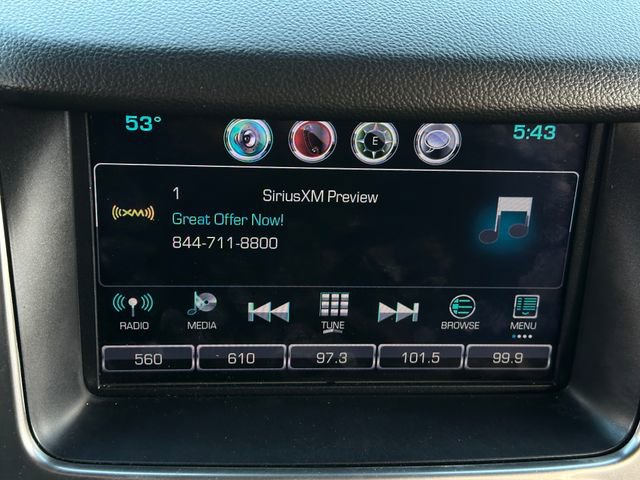 53° E 5:43
1 SiriusXM Preview
((XM))
Great Offer Now!
844-711-8800
RADIO MEDIA TUNE BROWSE MENU
560 610 97.3 101.5 99.9